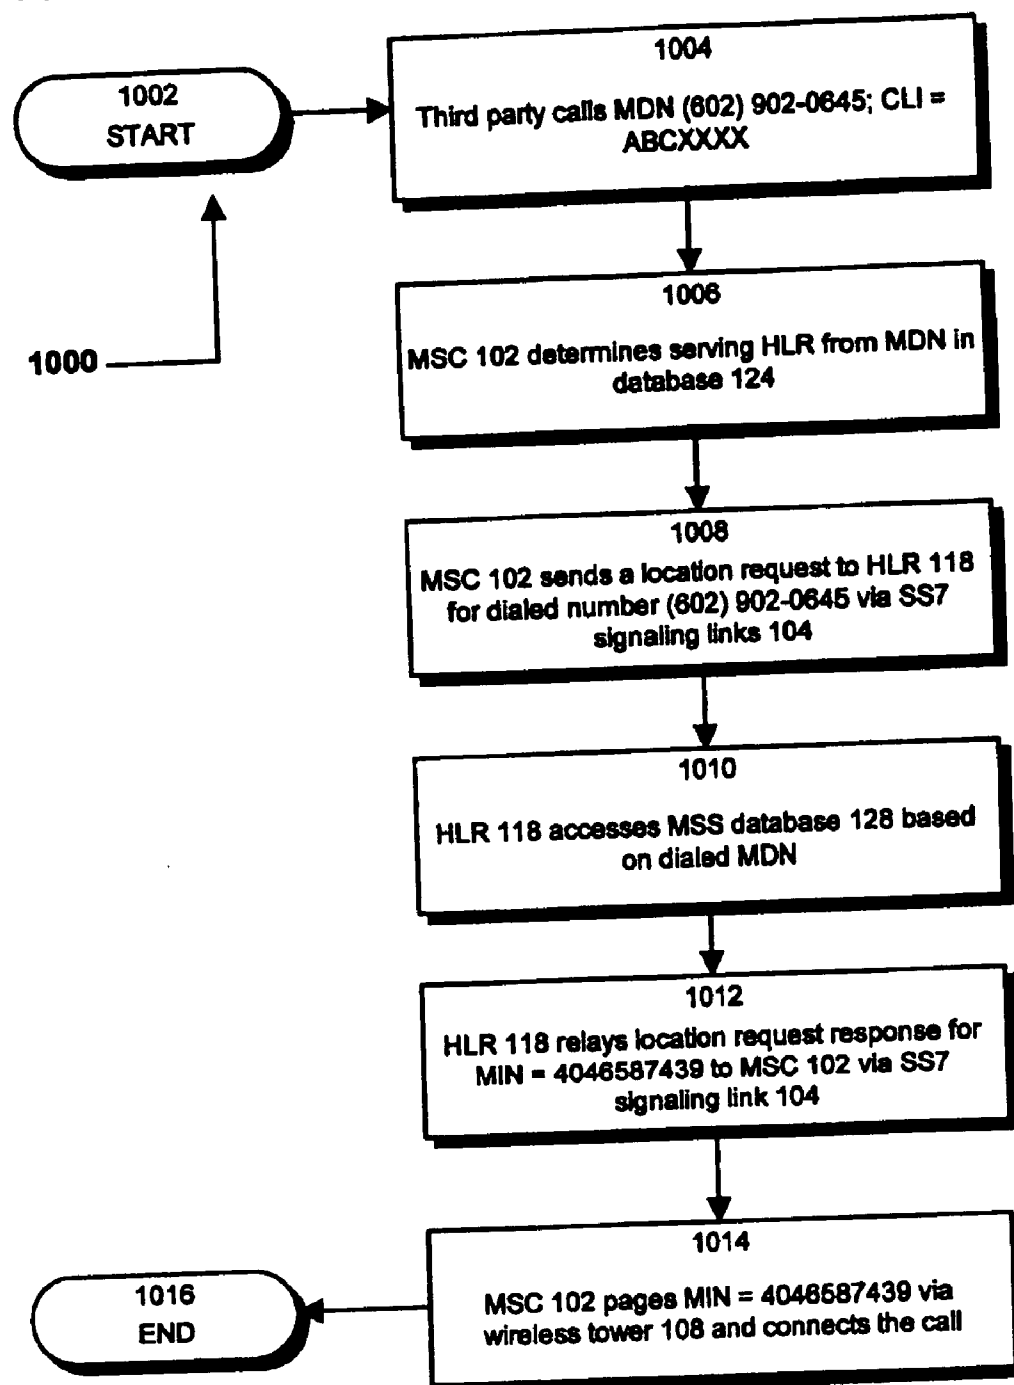 1002
START
1000
1004
Third party calls MDN (602) 902-0645; CLI =
ABCXXXX
1006
MSC 102 determines serving HLR from MDN in
database 124
1008
MSC 102 sends a location request to HLR 118
for dialed number (602) 902-0645 via SS7
signaling links 104
1010
HLR 118 accesses MSS database 128 based
on dialed MDN
1012
HLR 118 relays location request response for
MIN = 4046587439 to MSC 102 via SS7
signaling link 104
1014
MSC 102 pages MIN = 4046587439 via
wireless tower 108 and connects the call
1016
END